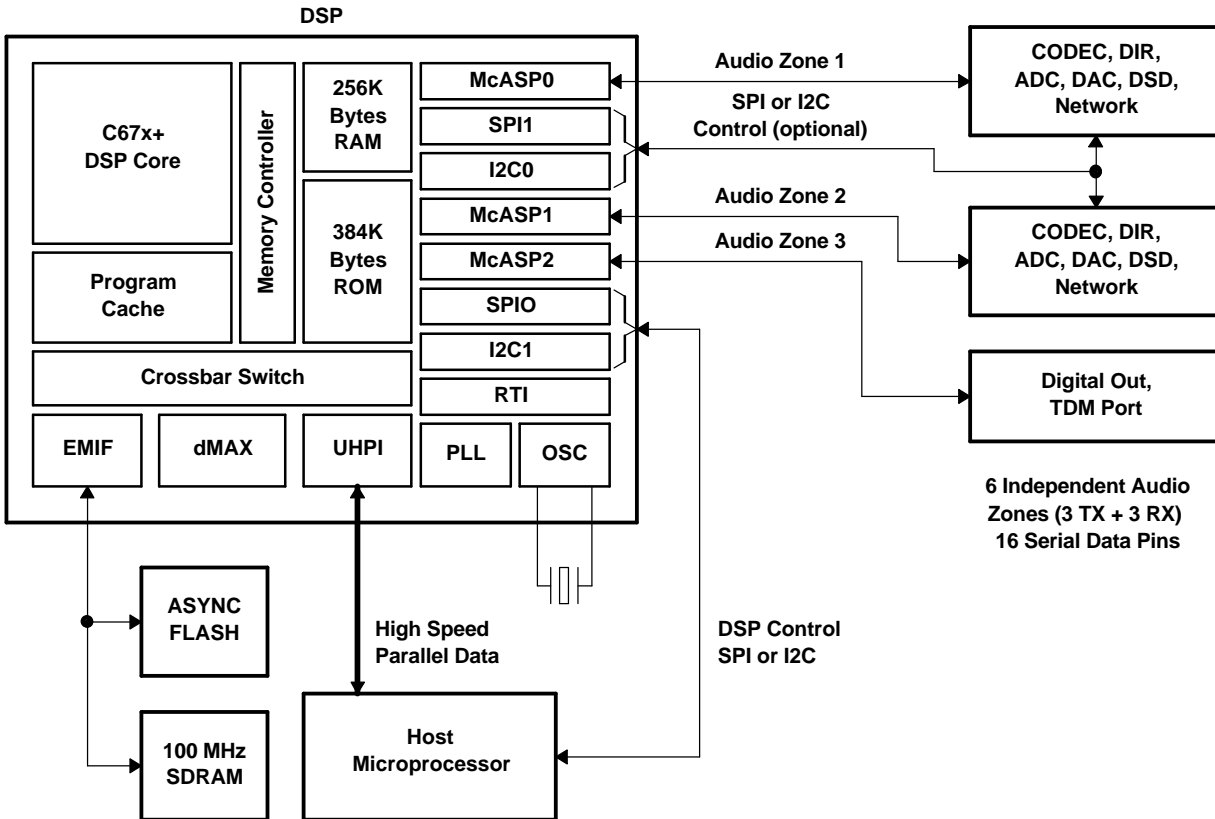 DSP
C67x+
DSP Core
Program
Cache
Memory Controller
256K
Bytes
RAM
384K
Bytes
ROM
Crossbar Switch
EMIF
dMAX
UHPI
McASP0
SPI1
I2C0
McASP1
McASP2
SPIO
I2C1
RTI
PLL
OSC
Audio Zone 1
SPI or I2C
Control (optional)
Audio Zone 2
Audio Zone 3
CODEC, DIR,
ADC, DAC, DSD,
Network
CODEC, DIR,
ADC, DAC, DSD,
Network
Digital Out,
TDM Port
6 Independent Audio
Zones (3 TX + 3 RX)
16 Serial Data Pins
ASYNC
FLASH
100 MHz
SDRAM
High Speed
Parallel Data
Host
Microprocessor
DSP Control
SPI or I2C